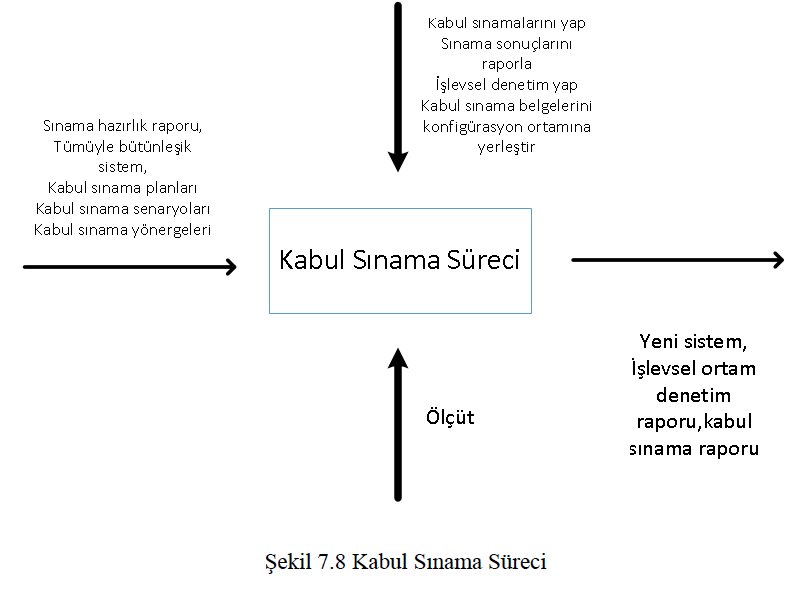 Kabul sınamalarını yap
Sınama sonuçlarını
raporla
İşlevsel denetim yap
Kabul sınama belgelerini
konfigürasyon ortamına
yerleştir
Sınama hazırlık raporu,
Tümüyle bütünleşik
sistem,
Kabul sınama planları
Kabul sınama senaryoları
Kabul sınama yönergeleri
Kabul Sınama Süreci
Yeni sistem,
İşlevsel ortam
denetim
raporu,kabul
sınama raporu
Ölçüt
Şekil 7.8 Kabul Sınama Süreci